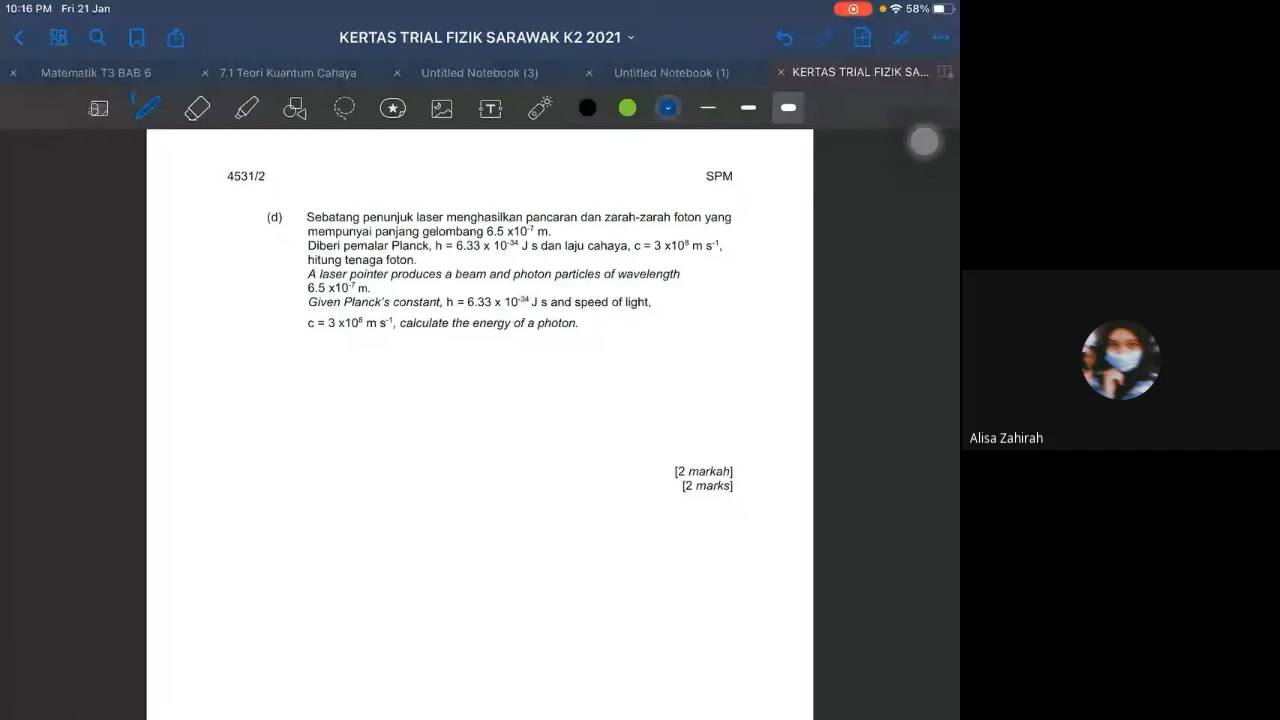 10:16 PM Fri 21 Jan
58%
KERTAS TRIAL FIZIK SARAWAK K2 2021
Matematik T3 BAB 6
7.1 Teori Kuantum Cahaya
Untitled Notebook (3)
Untitled Notebook (1)
KERTAS TRIAL FIZIK SA...
4531/2
SPM
(d) Sebatang penunjuk laser menghasilkan pancaran dan zarah-zarah foton yang
mempunyai panjang gelombang 6.5 x10⁻⁷ m.
Diberi pemalar Planck, h = 6.33 x 10⁻³⁴ J s dan laju cahaya, c = 3 x10⁸ m s⁻¹,
hitung tenaga foton.
A laser pointer produces a beam and photon particles of wavelength
6.5 x10⁻⁷ m.
Given Planck's constant, h = 6.33 x 10⁻³⁴ J s and speed of light,
c = 3 x10⁸ m s⁻¹, calculate the energy of a photon.
[2 markah]
[2 marks]
Alisa Zahirah